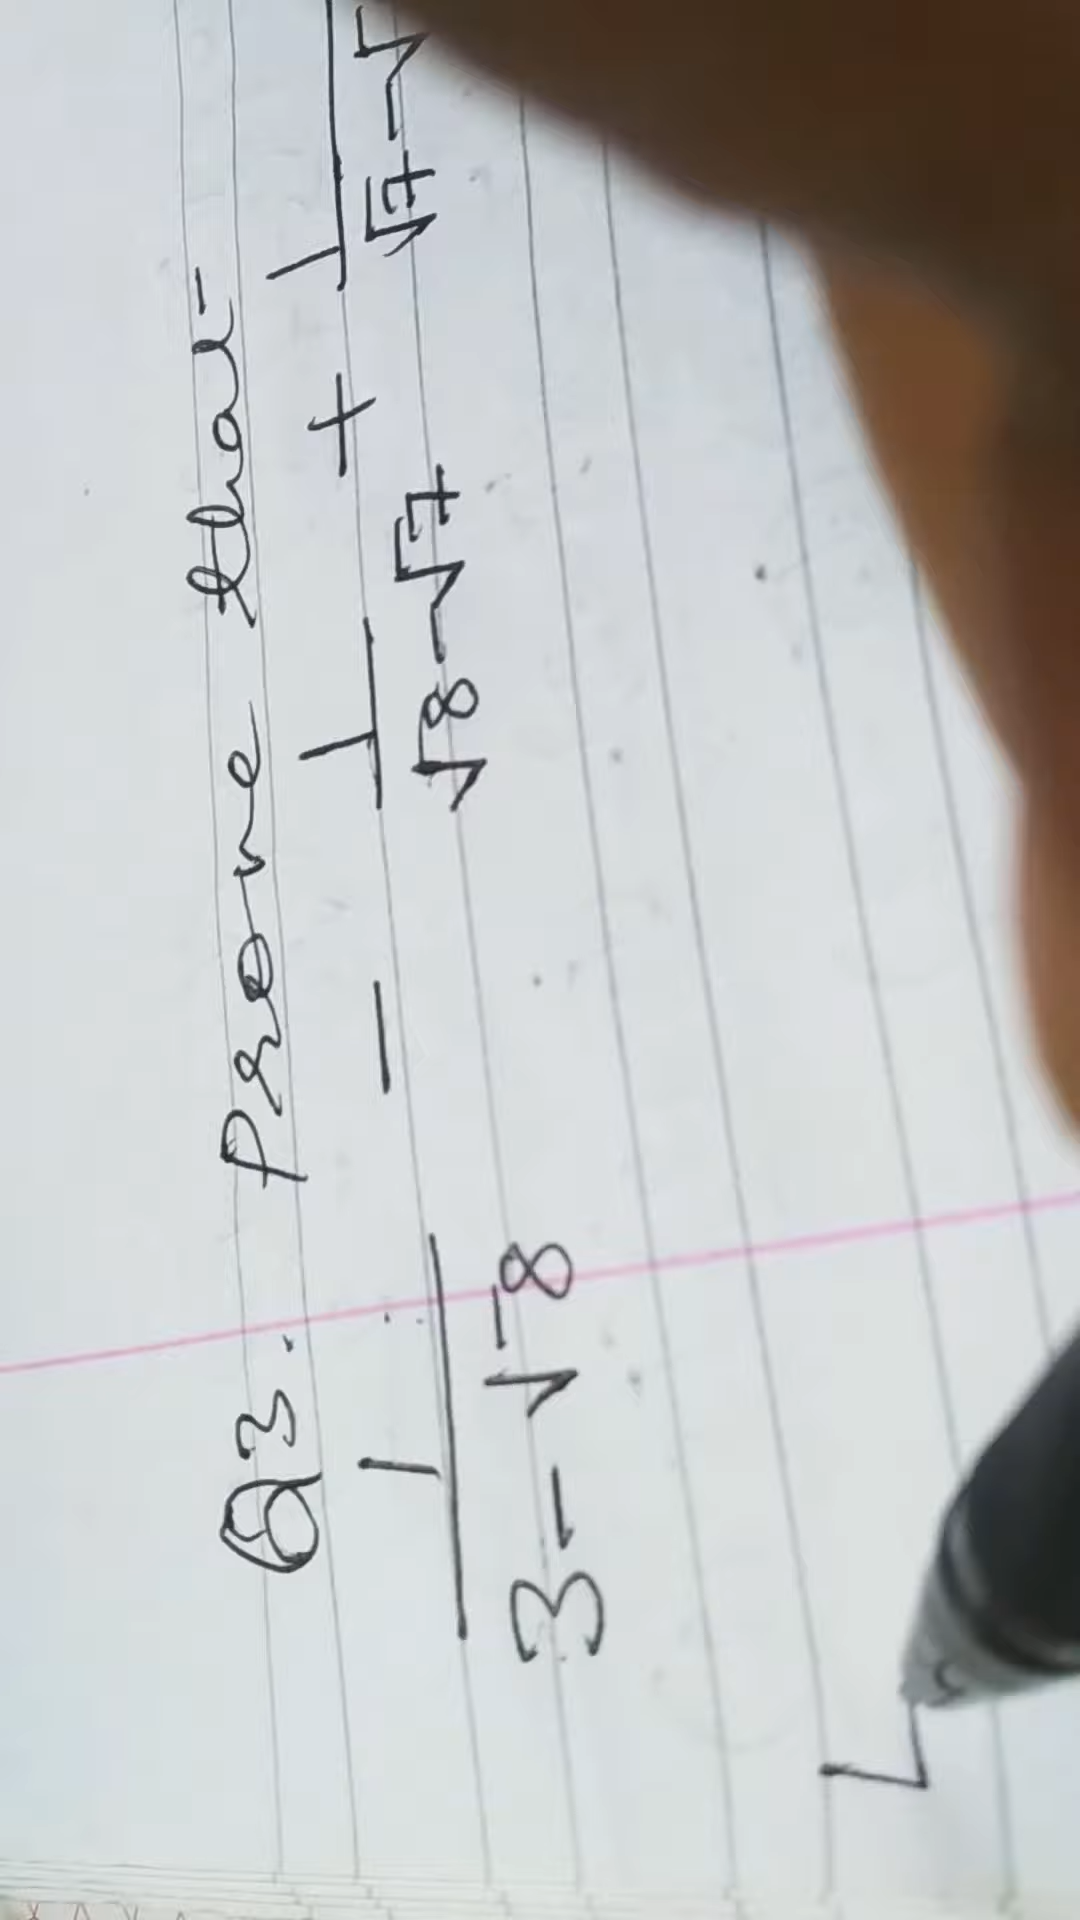 Q3. Prove that -
1/(3-√8) - 1/(√8-√7) + 1/(√7-√
L